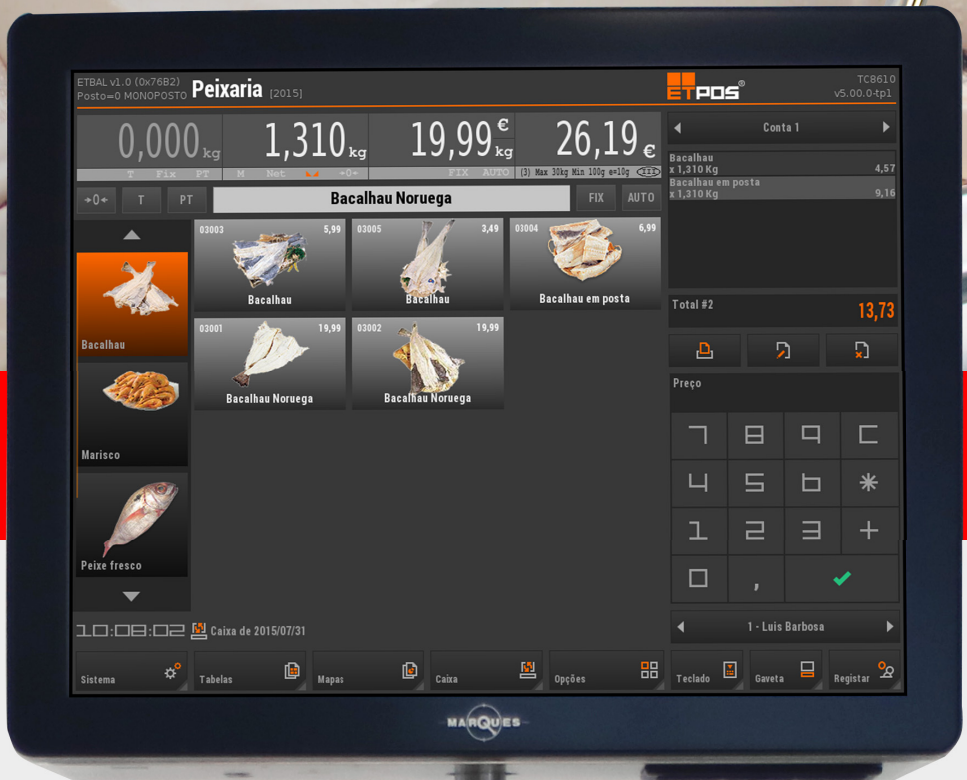 ETBAL v1.0 (0x76B2)
Posto=0 MONOPOSTO
Peixaria [2015]
ETPOS®
TC8610
v5.00.0-tp1
0,000 kg
1,310 kg
19,99 € kg
26,19 €
T Fix PT
M Net →0←
FIX AUTO
(3) Max 30kg Min 100g e=10g
→0←
T
PT
Bacalhau Noruega
FIX
AUTO
Bacalhau
Marisco
Peixe fresco
03003 5,99
Bacalhau
03005 3,49
Bacalhau
03004 6,99
Bacalhau em posta
03001 19,99
Bacalhau Noruega
03002 19,99
Bacalhau Noruega
Conta 1
Bacalhau
x 1,310 Kg 4,57
Bacalhau em posta
x 1,310 Kg 9,16
Total #2
13,73
Preço
7 8 9 C
4 5 6 *
1 2 3 +
0 ,
1 - Luis Barbosa
10:08:02
Caixa de 2015/07/31
Sistema
Tabelas
Mapas
Caixa
Opções
Teclado
Gaveta
Registar
MARQUES